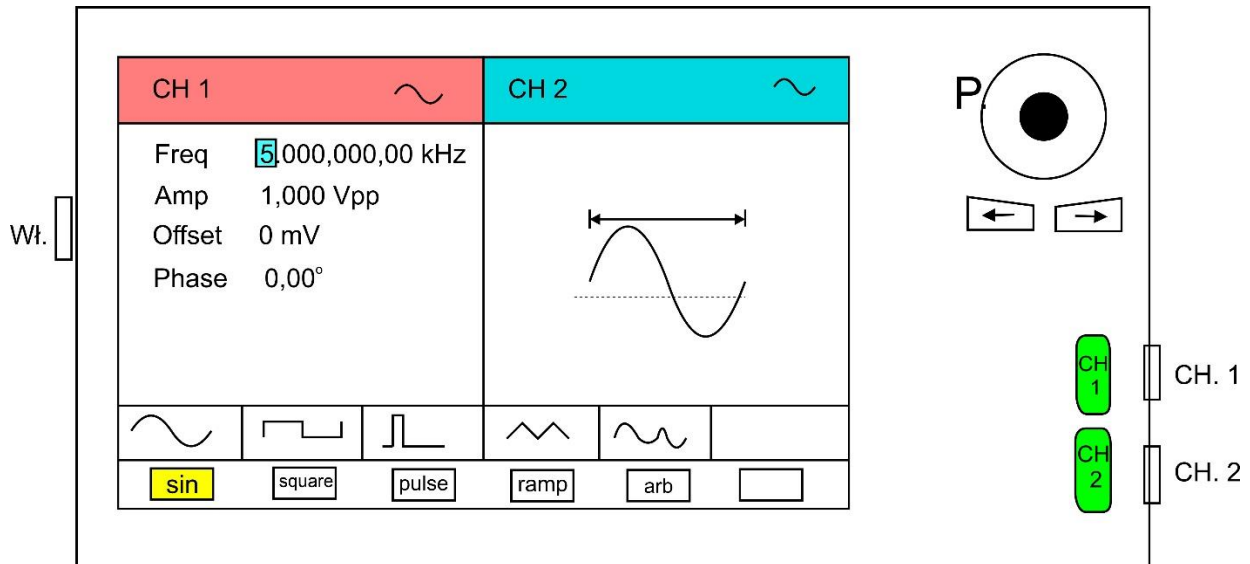 CH 1
CH 2
P.
Freq 5.000,000,00 kHz
Amp 1,000 Vpp
Offset 0 mV
Phase 0,00°
Wł.
CH 1
CH. 1
CH 2
CH. 2
sin
square
pulse
ramp
arb